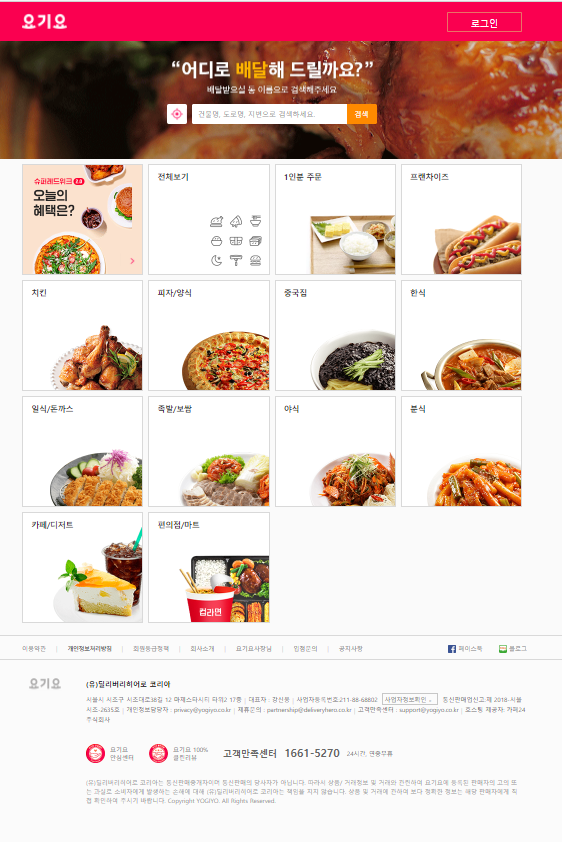 요기요
로그인
“어디로 배달해 드릴까요?”
배달받으실 동 이름으로 검색해주세요
건물명, 도로명, 지번으로 검색하세요.
검색
슈퍼레드위크
오늘의
혜택은?
전체보기
1인분 주문
프랜차이즈
치킨
피자/양식
중국집
한식
일식/돈까스
족발/보쌈
야식
분식
카페/디저트
편의점/마트
컵라면
이용약관 | 개인정보처리방침 | 회원등급정책 | 회사소개 | 요기요사장님 | 입점문의 | 공지사항
페이스북
블로그
요기요
(유)딜리버리히어로 코리아
서울시 서초구 서초대로38길 12 마제스타시티 타워2 17층 | 대표자 : 강신봉 | 사업자등록번호:211-88-68802 사업자정보확인 통신판매업신고:제 2018-서울
서초-2635호 | 개인정보담당자 : privacy@yogiyo.co.kr | 제휴문의 : partnership@deliveryhero.co.kr | 고객만족센터 : support@yogiyo.co.kr | 호스팅 제공자: 카페24
주식회사
요기요
안심센터
요기요 100%
클린리뷰
고객만족센터 1661-5270 24시간, 연중무휴
(유)딜리버리히어로 코리아는 통신판매중개자이며 통신판매의 당사자가 아닙니다. 따라서 상품/ 거래정보 및 거래와 관련하여 요기요에 등록된 판매자의 고의 또
는 과실로 소비자에게 발생하는 손해에 대해 (유)딜리버리히어로 코리아는 책임을 지지 않습니다. 상품 및 거래에 관하여 보다 정확한 정보는 해당 판매자에게 직
접 확인하여 주시기 바랍니다. Copyright YOGIYO. All Rights Reserved.